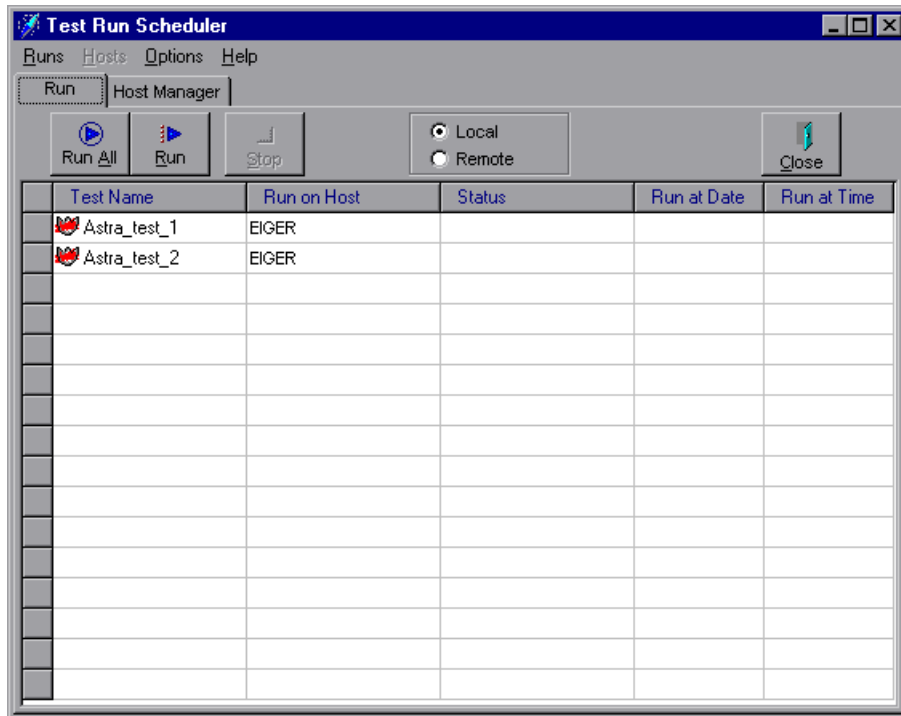 Test Run Scheduler
Runs Hosts Options Help
Run Host Manager
Run All Run Stop Local Remote Close
Test Name Run on Host Status Run at Date Run at Time
Astra_test_1 EIGER
Astra_test_2 EIGER